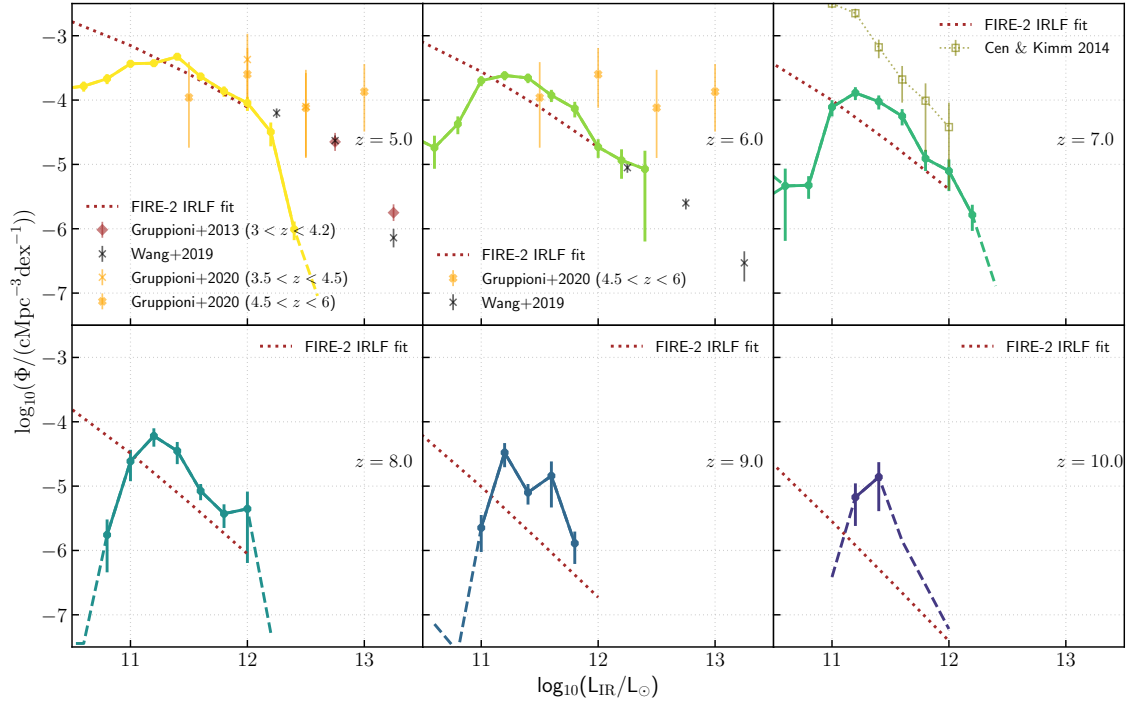 FIRE-2 IRLF fit
Gruppioni+2013 (3 < z < 4.2)
Wang+2019
Gruppioni+2020 (3.5 < z < 4.5)
Gruppioni+2020 (4.5 < z < 6)
z = 5.0
FIRE-2 IRLF fit
Gruppioni+2020 (4.5 < z < 6)
Wang+2019
z = 6.0
FIRE-2 IRLF fit
Cen & Kimm 2014
z = 7.0
−3
−4
−5
−6
−7
FIRE-2 IRLF fit
z = 8.0
FIRE-2 IRLF fit
z = 9.0
FIRE-2 IRLF fit
z = 10.0
−3
−4
−5
−6
−7
11 12 13
11 12 13
11 12 13
log₁₀(Φ/(cMpc⁻³dex⁻¹))
log₁₀(L_IR/L_⊙)